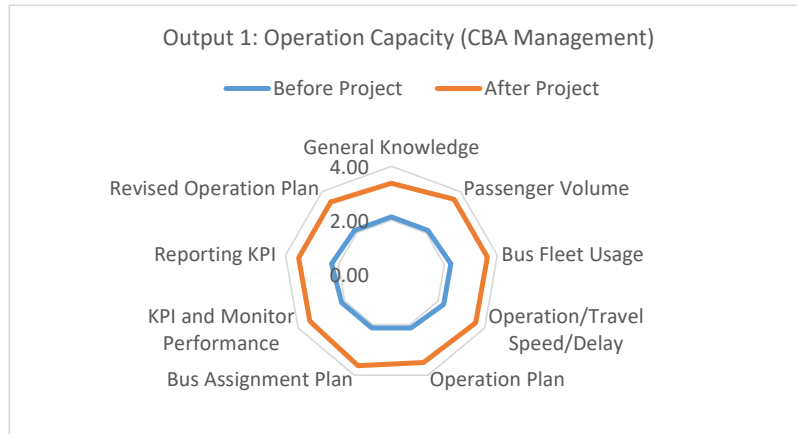 Output 1: Operation Capacity (CBA Management)
Before Project
After Project
General Knowledge
4.00
Revised Operation Plan
Passenger Volume
2.00
Reporting KPI
Bus Fleet Usage
0.00
KPI and Monitor
Performance
Operation/Travel
Speed/Delay
Bus Assignment Plan
Operation Plan